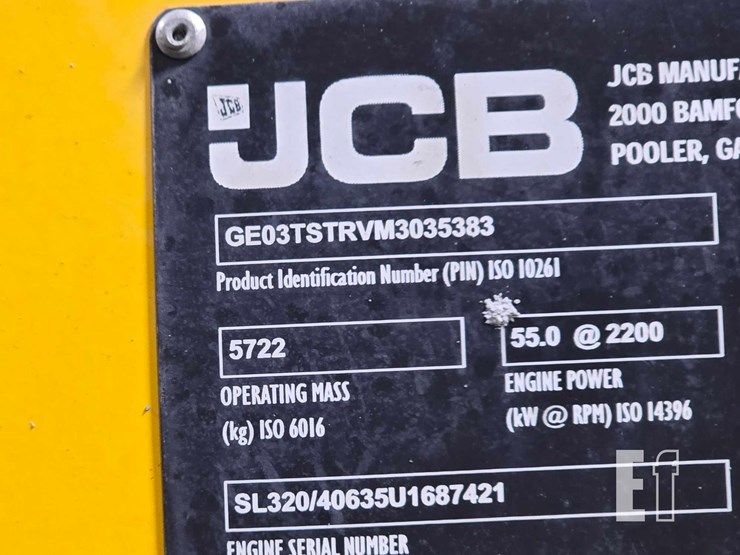 JCB
JCB
JCB MANUF
2000 BAMF
POOLER, GA
GE03TSTRVM3035383
Product Identification Number (PIN) ISO 10261
5722
55.0 @ 2200
OPERATING MASS
(kg) ISO 6016
ENGINE POWER
(kW @ RPM) ISO 14396
SL320/40635U1687421
ENGINE SERIAL NUMBER
Ef